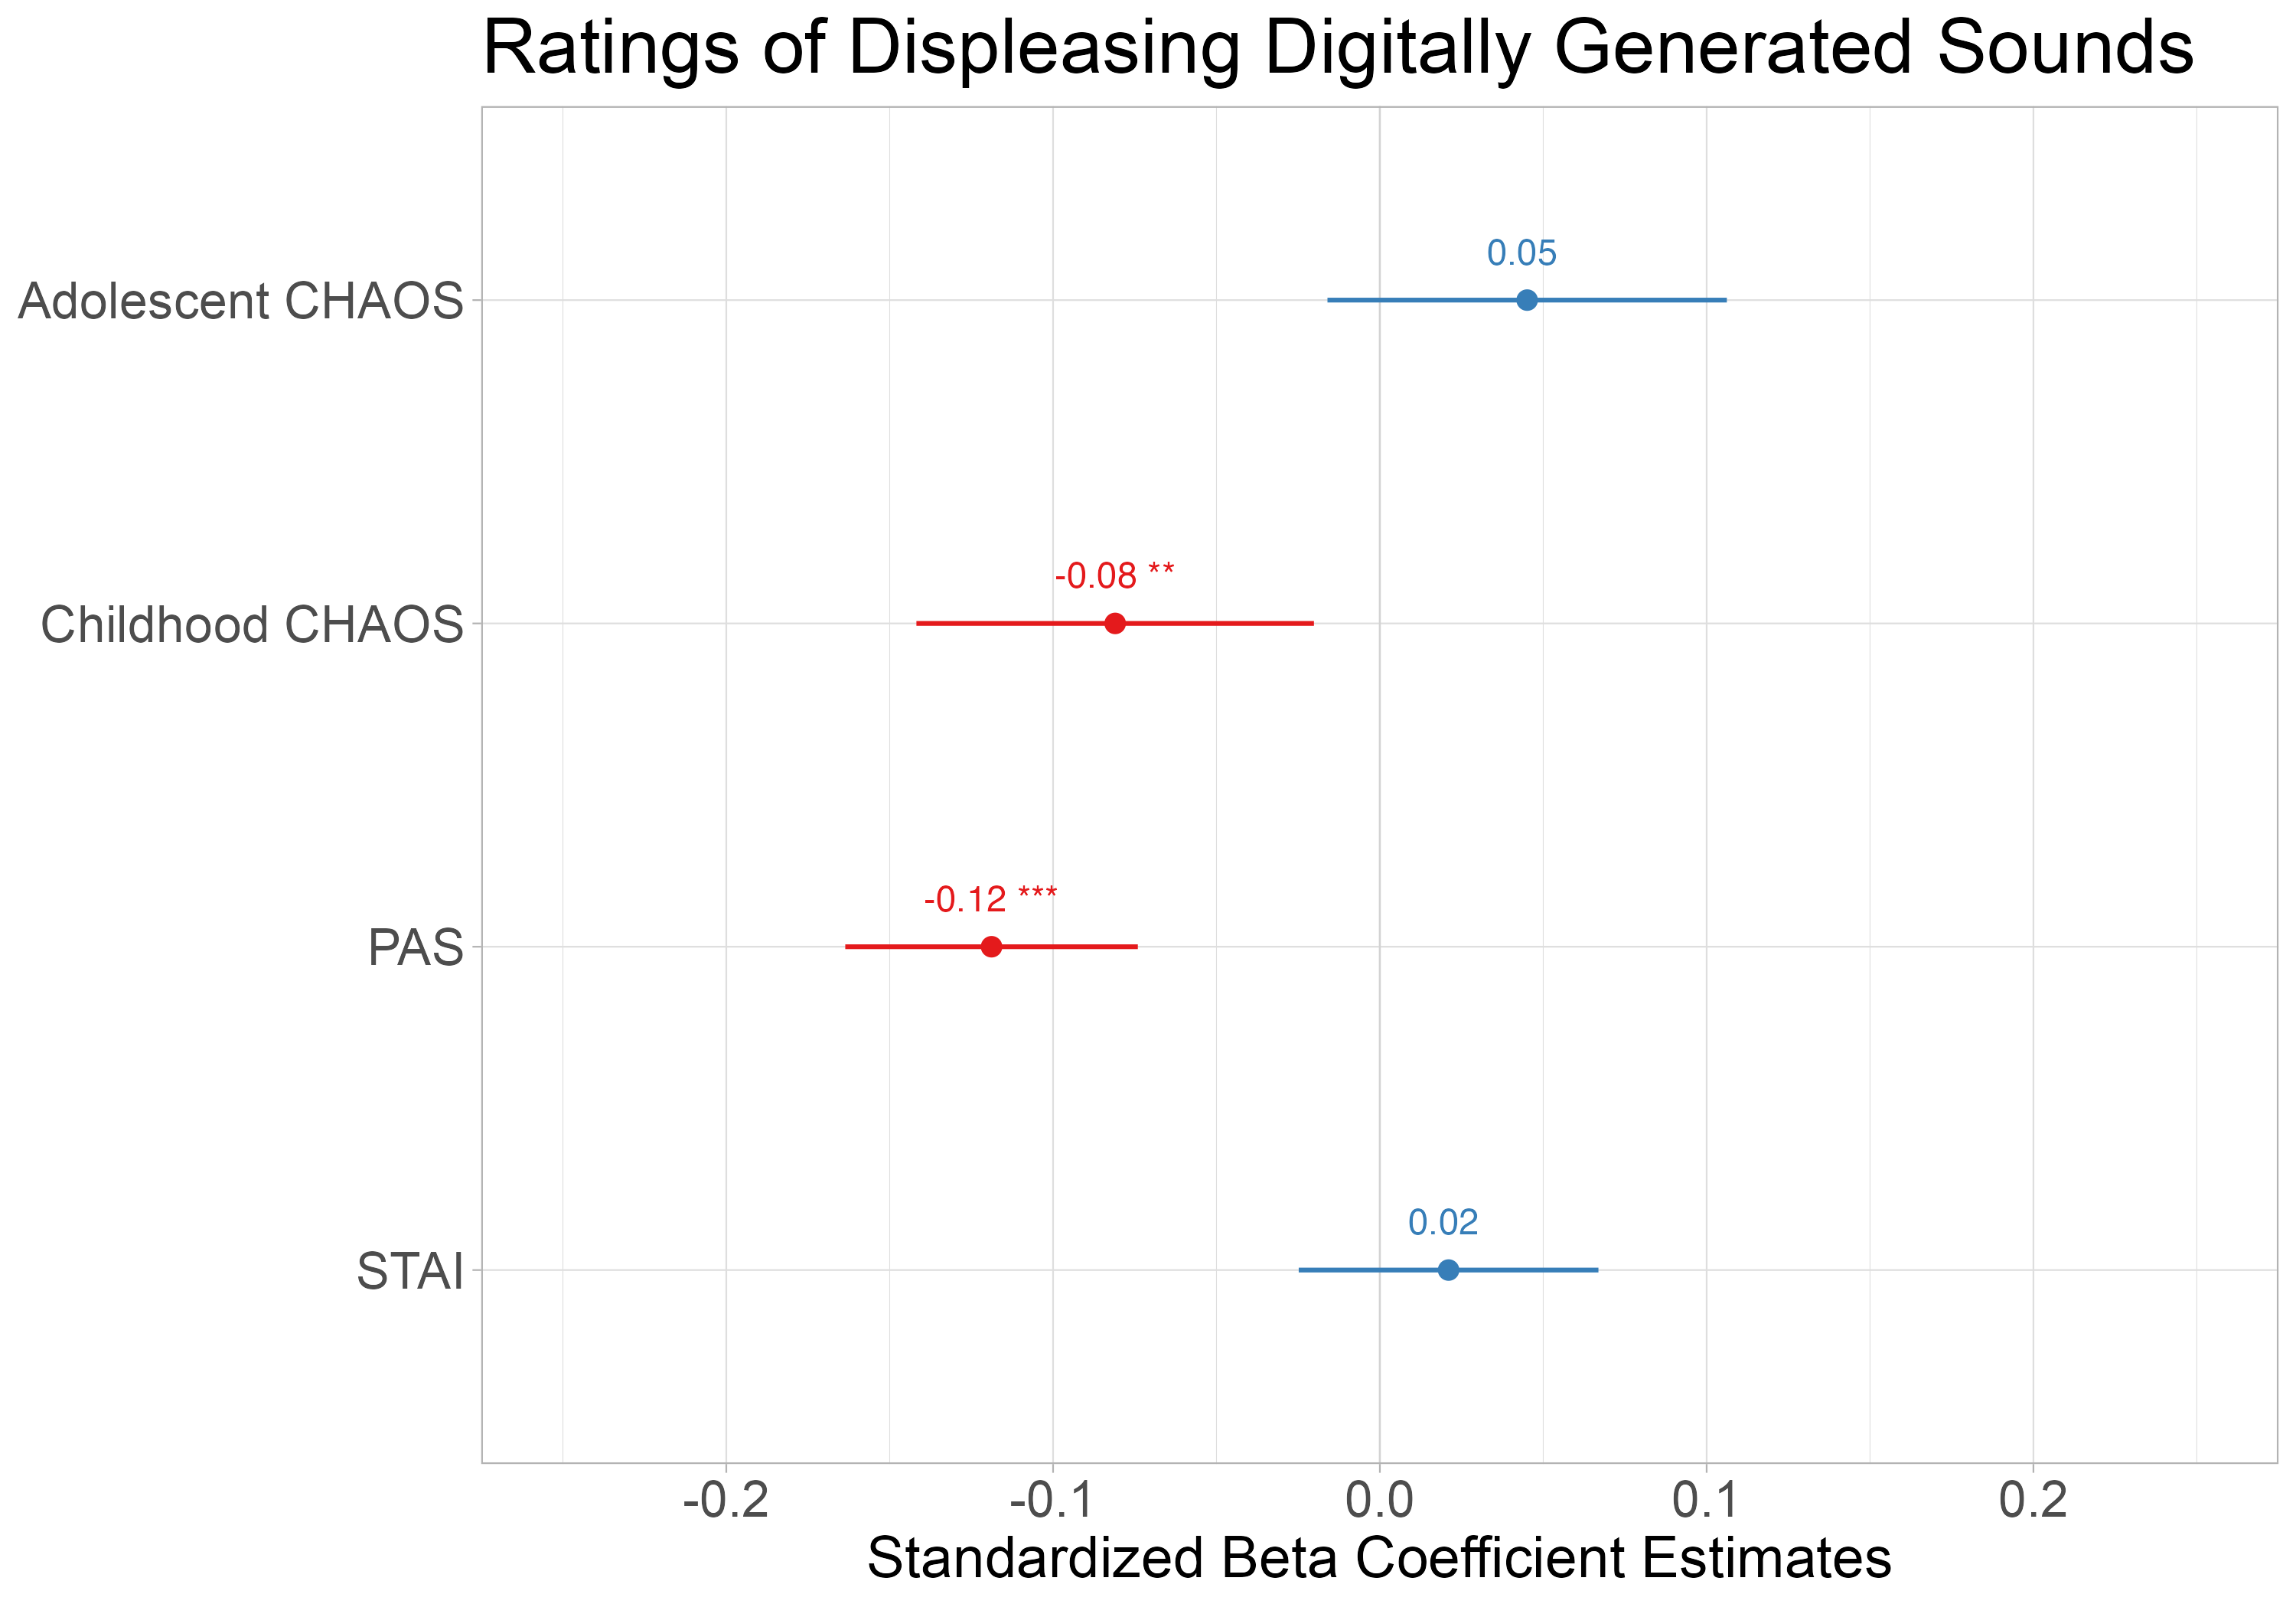 Ratings of Displeasing Digitally Generated Sounds
0.05
Adolescent CHAOS
-0.08 **
Childhood CHAOS
-0.12 ***
PAS
0.02
STAI
-0.2 -0.1 0.0 0.1 0.2
Standardized Beta Coefficient Estimates